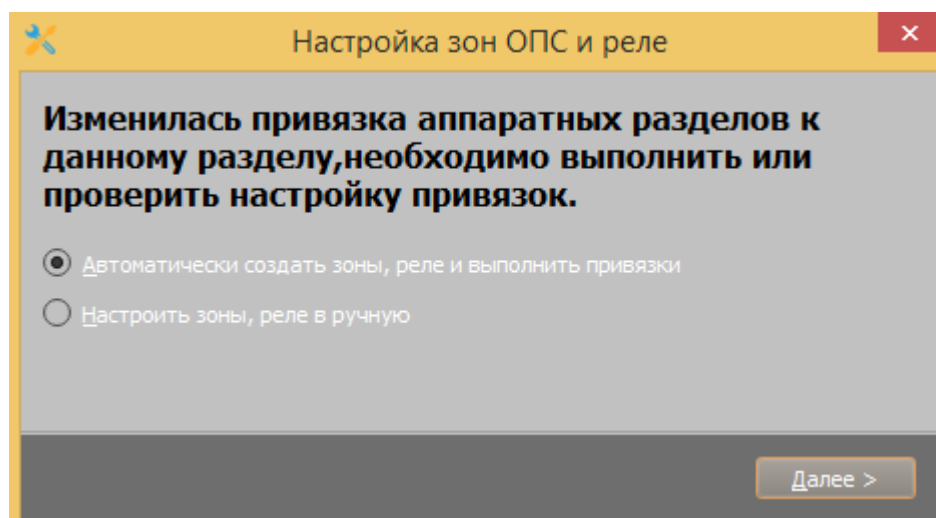 Настройка зон ОПС и реле
Изменилась привязка аппаратных разделов к
данному разделу,необходимо выполнить или
проверить настройку привязок.
Автоматически создать зоны, реле и выполнить привязки
Настроить зоны, реле в ручную
Далее >